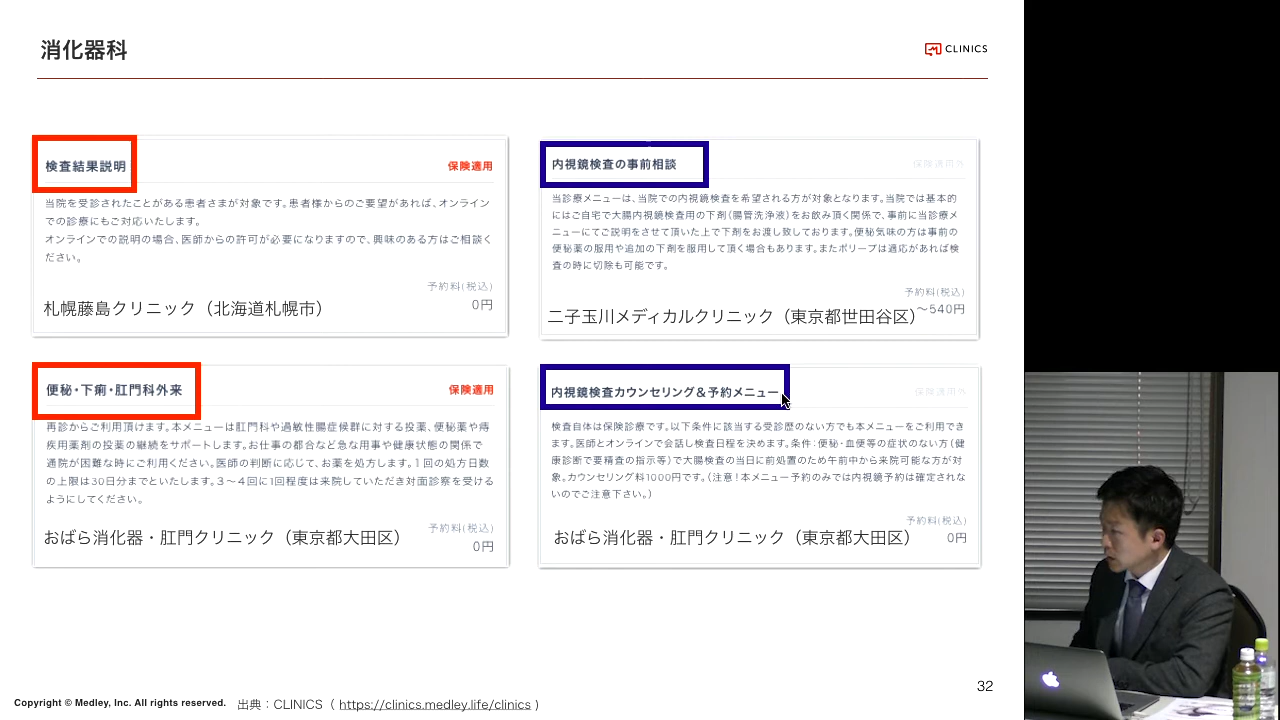 消化器科
CLINICS
検査結果説明
保険適用
当院を受診されたことがある患者さまが対象です。患者様からのご要望があれば、オンライン
での診療にもご対応いたします。
オンラインでの説明の場合、医師からの許可が必要になりますので、興味のある方はご相談く
ださい。
予約料(税込)
0円
札幌藤島クリニック（北海道札幌市）
内視鏡検査の事前相談
保険適用外
当診療メニューは、当院での内視鏡検査を希望される方が対象となります。当院では基本的
にはご自宅で大腸内視鏡検査用の下剤(腸管洗浄液)をお飲み頂く関係で、事前に当診療メ
ニューにてご説明をさせて頂いた上で下剤をお渡し致しております。便秘気味の方は事前の
便秘薬の服用や追加の下剤を服用して頂く場合もあります。またポリープは適応があれば検
査の時に切除も可能です。
予約料(税込)
〜540円
二子玉川メディカルクリニック（東京都世田谷区）
便秘・下痢・肛門科外来
保険適用
再診からご利用頂けます。本メニューは肛門科や過敏性腸症候群に対する投薬、便秘薬や痔
疾用薬剤の投薬の継続をサポートします。お仕事の都合など急な用事や健康状態の関係で
通院が困難な時にご利用ください。医師の判断に応じて、お薬を処方します。1回の処方日数
の上限は30日分までといたします。3〜4回に1回程度は来院していただき対面診察を受ける
ようにしてください。
予約料(税込)
0円
おばら消化器・肛門クリニック（東京都大田区）
内視鏡検査カウンセリング＆予約メニュー
保険適用外
検査自体は保険診療です。以下条件に該当する受診歴のない方でも本メニューをご利用でき
ます。医師とオンラインで会話し検査日程を決めます。条件：便秘・血便等の症状のない方(健
康診断で要精査の指示等)で大腸検査の当日に前処置のため午前中から来院可能な方が対
象。カウンセリング料1000円です。(注意！本メニュー予約のみでは内視鏡予約は確定されな
いのでご注意下さい。)
予約料(税込)
0円
おばら消化器・肛門クリニック（東京都大田区）
32
Copyright © Medley, Inc. All rights reserved.
出典：CLINICS（ https://clinics.medley.life/clinics ）